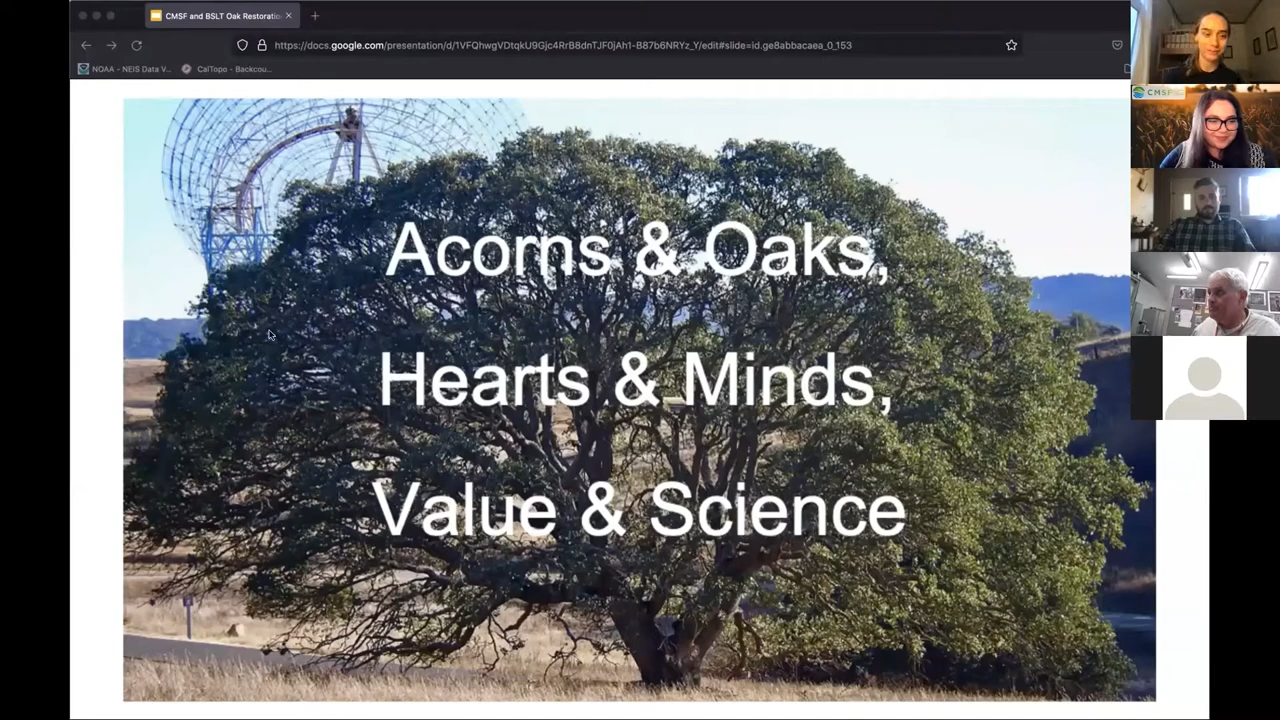 CMSF and BSLT Oak Restoratio
https://docs.google.com/presentation/d/1VFQhwgVDtqkU9Gjc4RrB8dnTJF0jAh1-B87b6NRYz_Y/edit#slide=id.ge8abbacaea_0_153
NOAA - NEIS Data V...
CalTopo - Backcou...
CMSF
Acorns & Oaks,
Hearts & Minds,
Value & Science